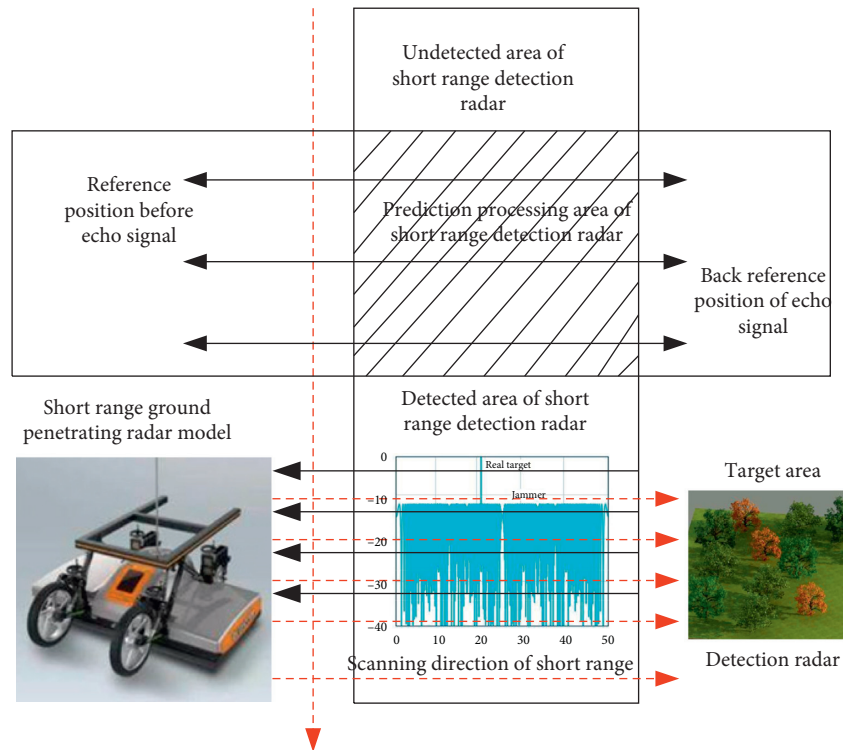 Undetected area of
short range detection
radar
Reference
position before
echo signal
Prediction processing area of
short range detection radar
Back reference
position of echo
signal
Short range ground
penetrating radar model
Detected area of short
range detection radar
Target area
0
Real target
Jammer
-10
-20
-30
-40
0 10 20 30 40 50
Scanning direction of short range
Detection radar